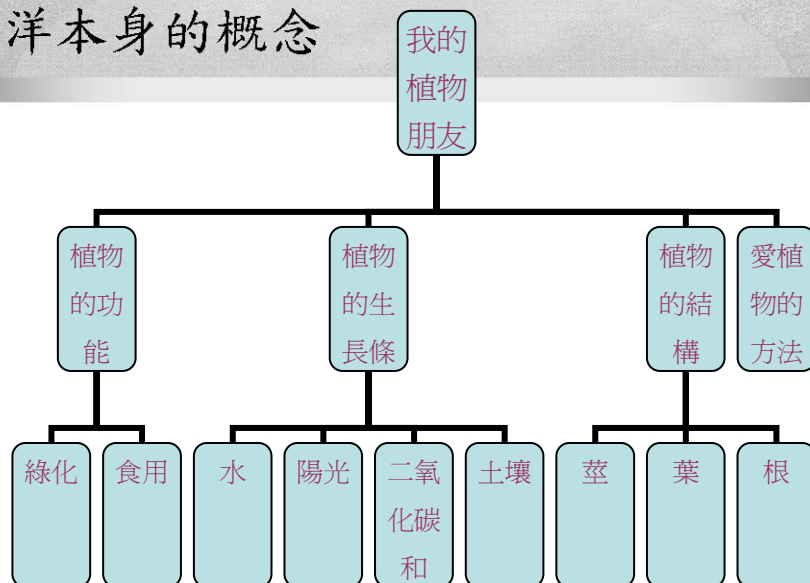 洋本身的概念
我的
植物
朋友
植物
的功
能
植物
的生
長條
植物
的結
構
愛植
物的
方法
綠化
食用
水
陽光
二氧
化碳
和
土壤
莖
葉
根